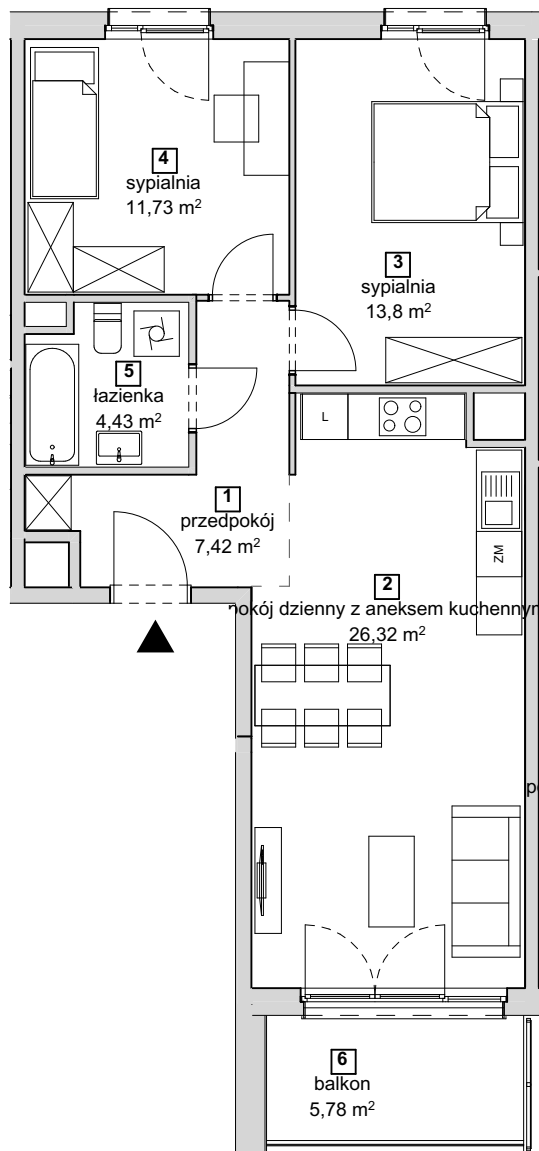 4
sypialnia
11,73 m²
3
sypialnia
13,8 m²
5
łazienka
4,43 m²
L
1
przedpokój
7,42 m²
ZM
2
pokój dzienny z aneksem kuchennym
26,32 m²
po
6
balkon
5,78 m²